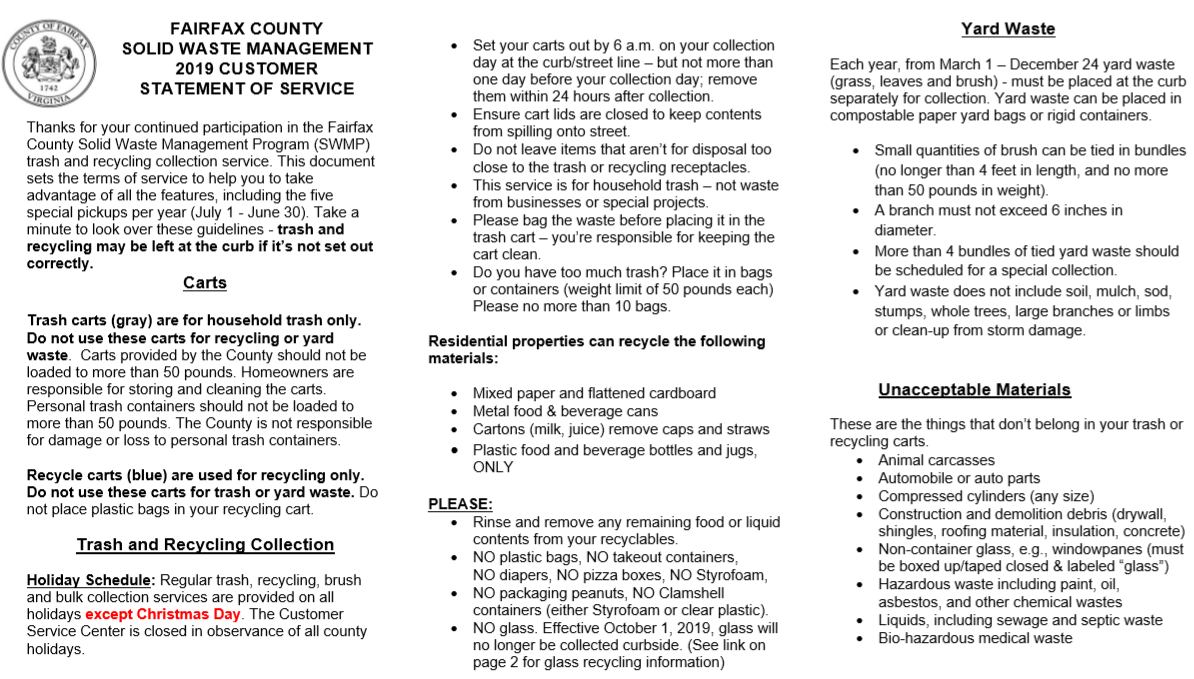 COUNTY OF FAIRFAX
VIRGINIA
1742
FAIRFAX COUNTY
SOLID WASTE MANAGEMENT
2019 CUSTOMER
STATEMENT OF SERVICE
Thanks for your continued participation in the Fairfax
County Solid Waste Management Program (SWMP)
trash and recycling collection service. This document
sets the terms of service to help you to take
advantage of all the features, including the five
special pickups per year (July 1 - June 30). Take a
minute to look over these guidelines - trash and
recycling may be left at the curb if it's not set out
correctly.
Carts
Trash carts (gray) are for household trash only.
Do not use these carts for recycling or yard
waste. Carts provided by the County should not be
loaded to more than 50 pounds. Homeowners are
responsible for storing and cleaning the carts.
Personal trash containers should not be loaded to
more than 50 pounds. The County is not responsible
for damage or loss to personal trash containers.
Recycle carts (blue) are used for recycling only.
Do not use these carts for trash or yard waste. Do
not place plastic bags in your recycling cart.
Trash and Recycling Collection
Holiday Schedule: Regular trash, recycling, brush
and bulk collection services are provided on all
holidays except Christmas Day. The Customer
Service Center is closed in observance of all county
holidays.
• Set your carts out by 6 a.m. on your collection
day at the curb/street line – but not more than
one day before your collection day; remove
them within 24 hours after collection.
• Ensure cart lids are closed to keep contents
from spilling onto street.
• Do not leave items that aren't for disposal too
close to the trash or recycling receptacles.
• This service is for household trash – not waste
from businesses or special projects.
• Please bag the waste before placing it in the
trash cart – you're responsible for keeping the
cart clean.
• Do you have too much trash? Place it in bags
or containers (weight limit of 50 pounds each)
Please no more than 10 bags.
Residential properties can recycle the following
materials:
• Mixed paper and flattened cardboard
• Metal food & beverage cans
• Cartons (milk, juice) remove caps and straws
• Plastic food and beverage bottles and jugs,
ONLY
PLEASE:
• Rinse and remove any remaining food or liquid
contents from your recyclables.
• NO plastic bags, NO takeout containers,
NO diapers, NO pizza boxes, NO Styrofoam,
• NO packaging peanuts, NO Clamshell
containers (either Styrofoam or clear plastic).
• NO glass. Effective October 1, 2019, glass will
no longer be collected curbside. (See link on
page 2 for glass recycling information)
Yard Waste
Each year, from March 1 – December 24 yard waste
(grass, leaves and brush) - must be placed at the curb
separately for collection. Yard waste can be placed in
compostable paper yard bags or rigid containers.
• Small quantities of brush can be tied in bundles
(no longer than 4 feet in length, and no more
than 50 pounds in weight).
• A branch must not exceed 6 inches in
diameter.
• More than 4 bundles of tied yard waste should
be scheduled for a special collection.
• Yard waste does not include soil, mulch, sod,
stumps, whole trees, large branches or limbs
or clean-up from storm damage.
Unacceptable Materials
These are the things that don't belong in your trash or
recycling carts.
• Animal carcasses
• Automobile or auto parts
• Compressed cylinders (any size)
• Construction and demolition debris (drywall,
shingles, roofing material, insulation, concrete)
• Non-container glass, e.g., windowpanes (must
be boxed up/taped closed & labeled "glass")
• Hazardous waste including paint, oil,
asbestos, and other chemical wastes
• Liquids, including sewage and septic waste
• Bio-hazardous medical waste